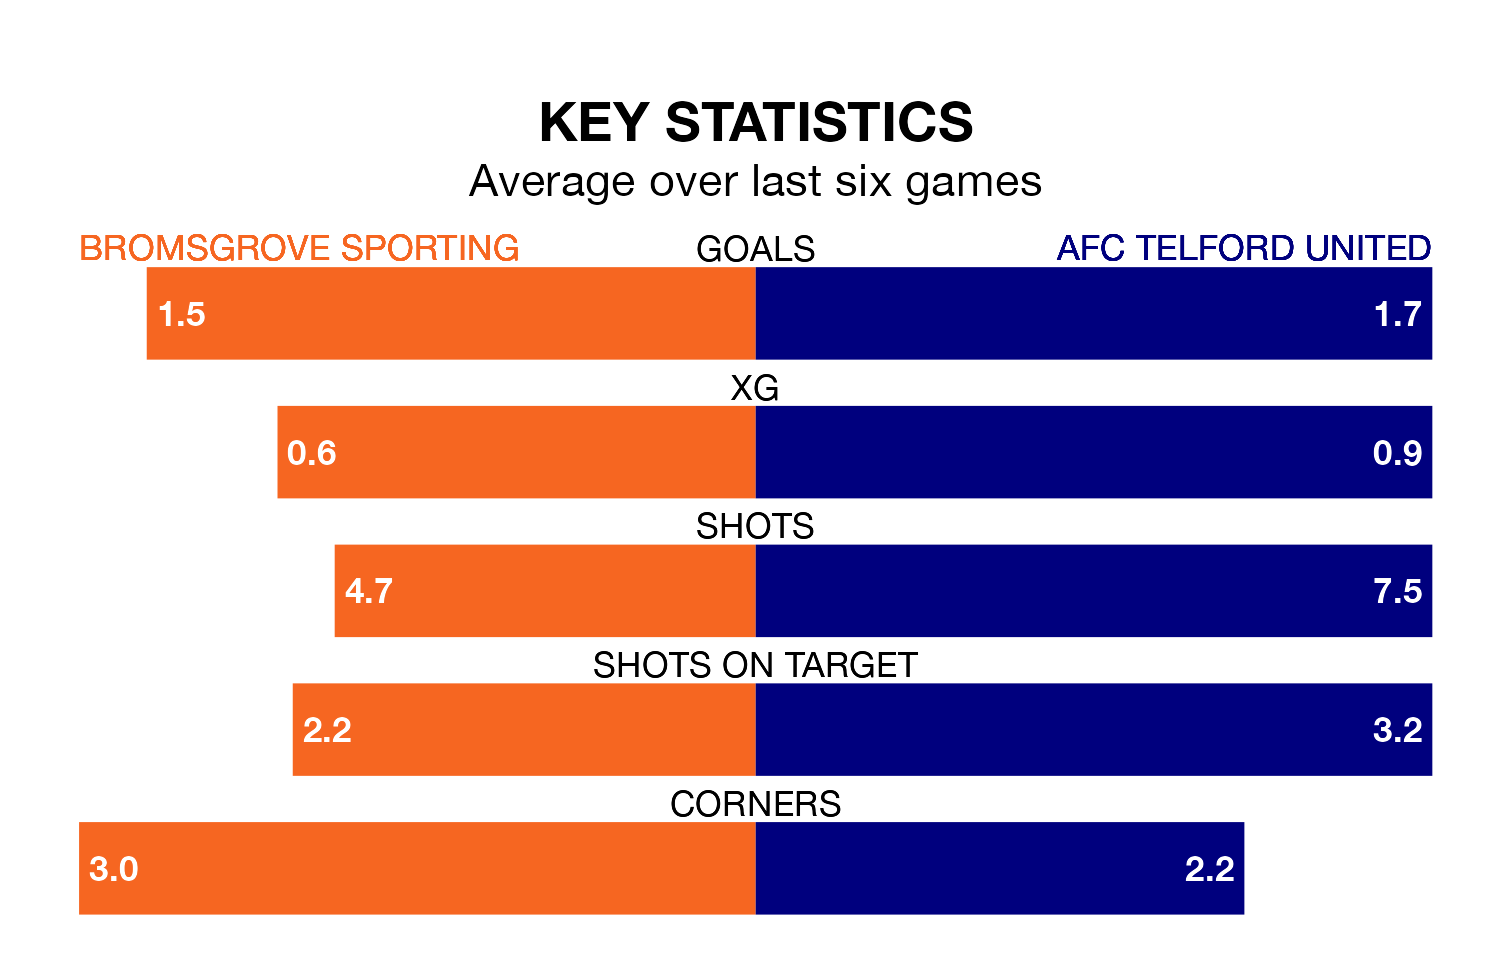 KEY STATISTICS
Average over last six games
BROMSGROVE SPORTING GOALS AFC TELFORD UNITED
1.5 1.7
XG
0.6 0.9
SHOTS
4.7 7.5
SHOTS ON TARGET
2.2 3.2
CORNERS
3.0 2.2